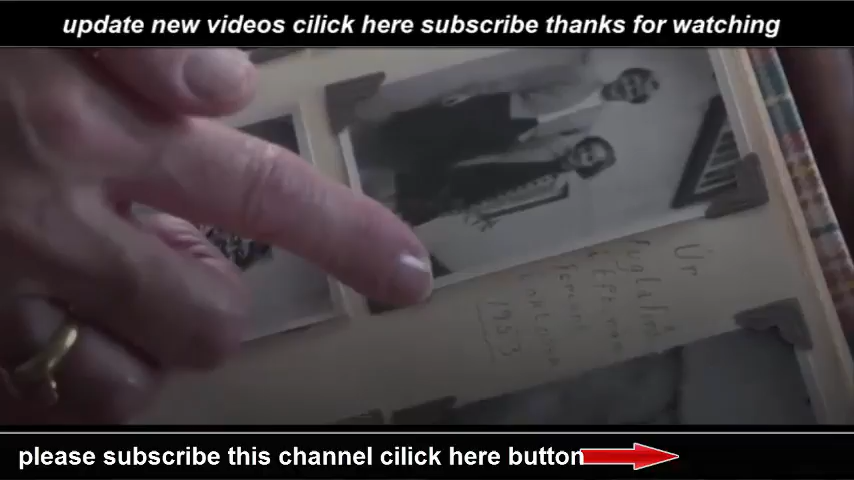 update new videos cilick here subscribe thanks for watching
Ur
1953
please subscribe this channel cilick here button